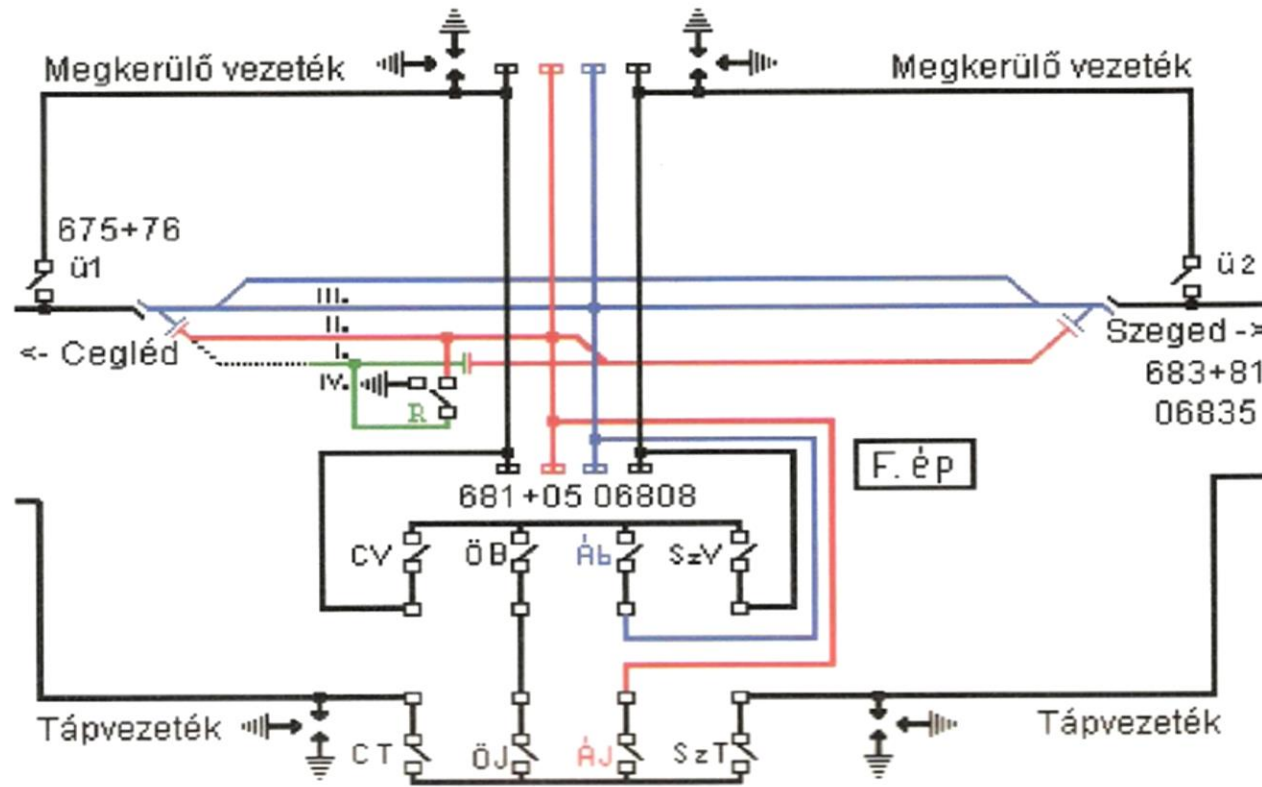 Megkerülő vezeték
Megkerülő vezeték
675+76
ü1
ü2
III.
II.
I.
IV.
R
<- Cegléd
Szeged ->
683+81
06835
F. ép
681+05 06808
CV ÖB Áb SzV
Tápvezeték
Tápvezeték
CT ÖJ ÁJ SzT